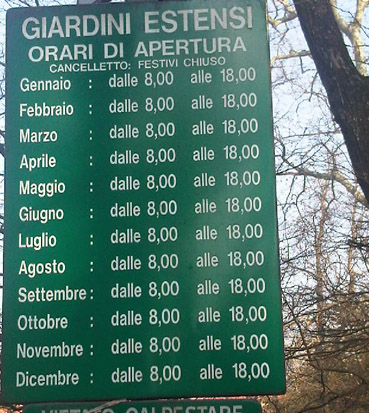 GIARDINI ESTENSI
ORARI DI APERTURA
CANCELLETTO: FESTIVI CHIUSO
Gennaio : dalle 8,00 alle 18,00
Febbraio : dalle 8,00 alle 18,00
Marzo : dalle 8,00 alle 18,00
Aprile : dalle 8,00 alle 18,00
Maggio : dalle 8,00 alle 18,00
Giugno : dalle 8,00 alle 18,00
Luglio : dalle 8,00 alle 18,00
Agosto : dalle 8,00 alle 18,00
Settembre : dalle 8,00 alle 18,00
Ottobre : dalle 8,00 alle 18,00
Novembre : dalle 8,00 alle 18,00
Dicembre : dalle 8,00 alle 18,00
VIETATO CALPESTARE